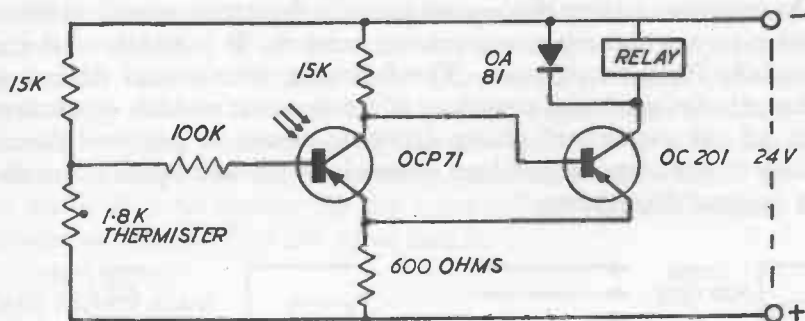 15K
15K
OA
81
RELAY
−
100K
OCP71
OC 201
24V
1·8K
THERMISTER
600 OHMS
+